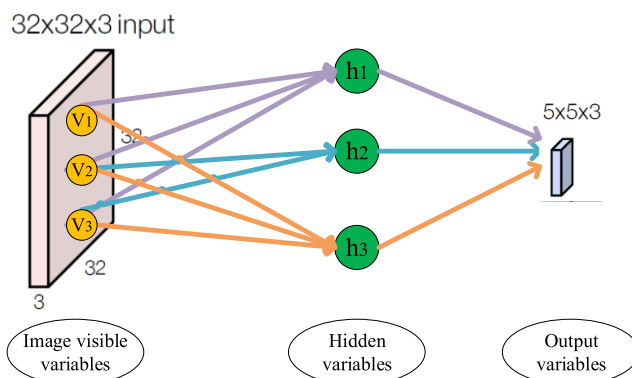 32x32x3 input
h1
V1
5x5x3
32
h2
V2
V3
h3
32
3
Image visible
variables
Hidden
variables
Output
variables